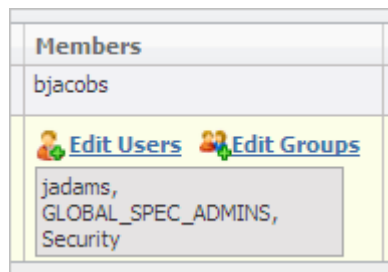 Members
bjacobs
Edit Users Edit Groups
jadams,
GLOBAL_SPEC_ADMINS,
Security